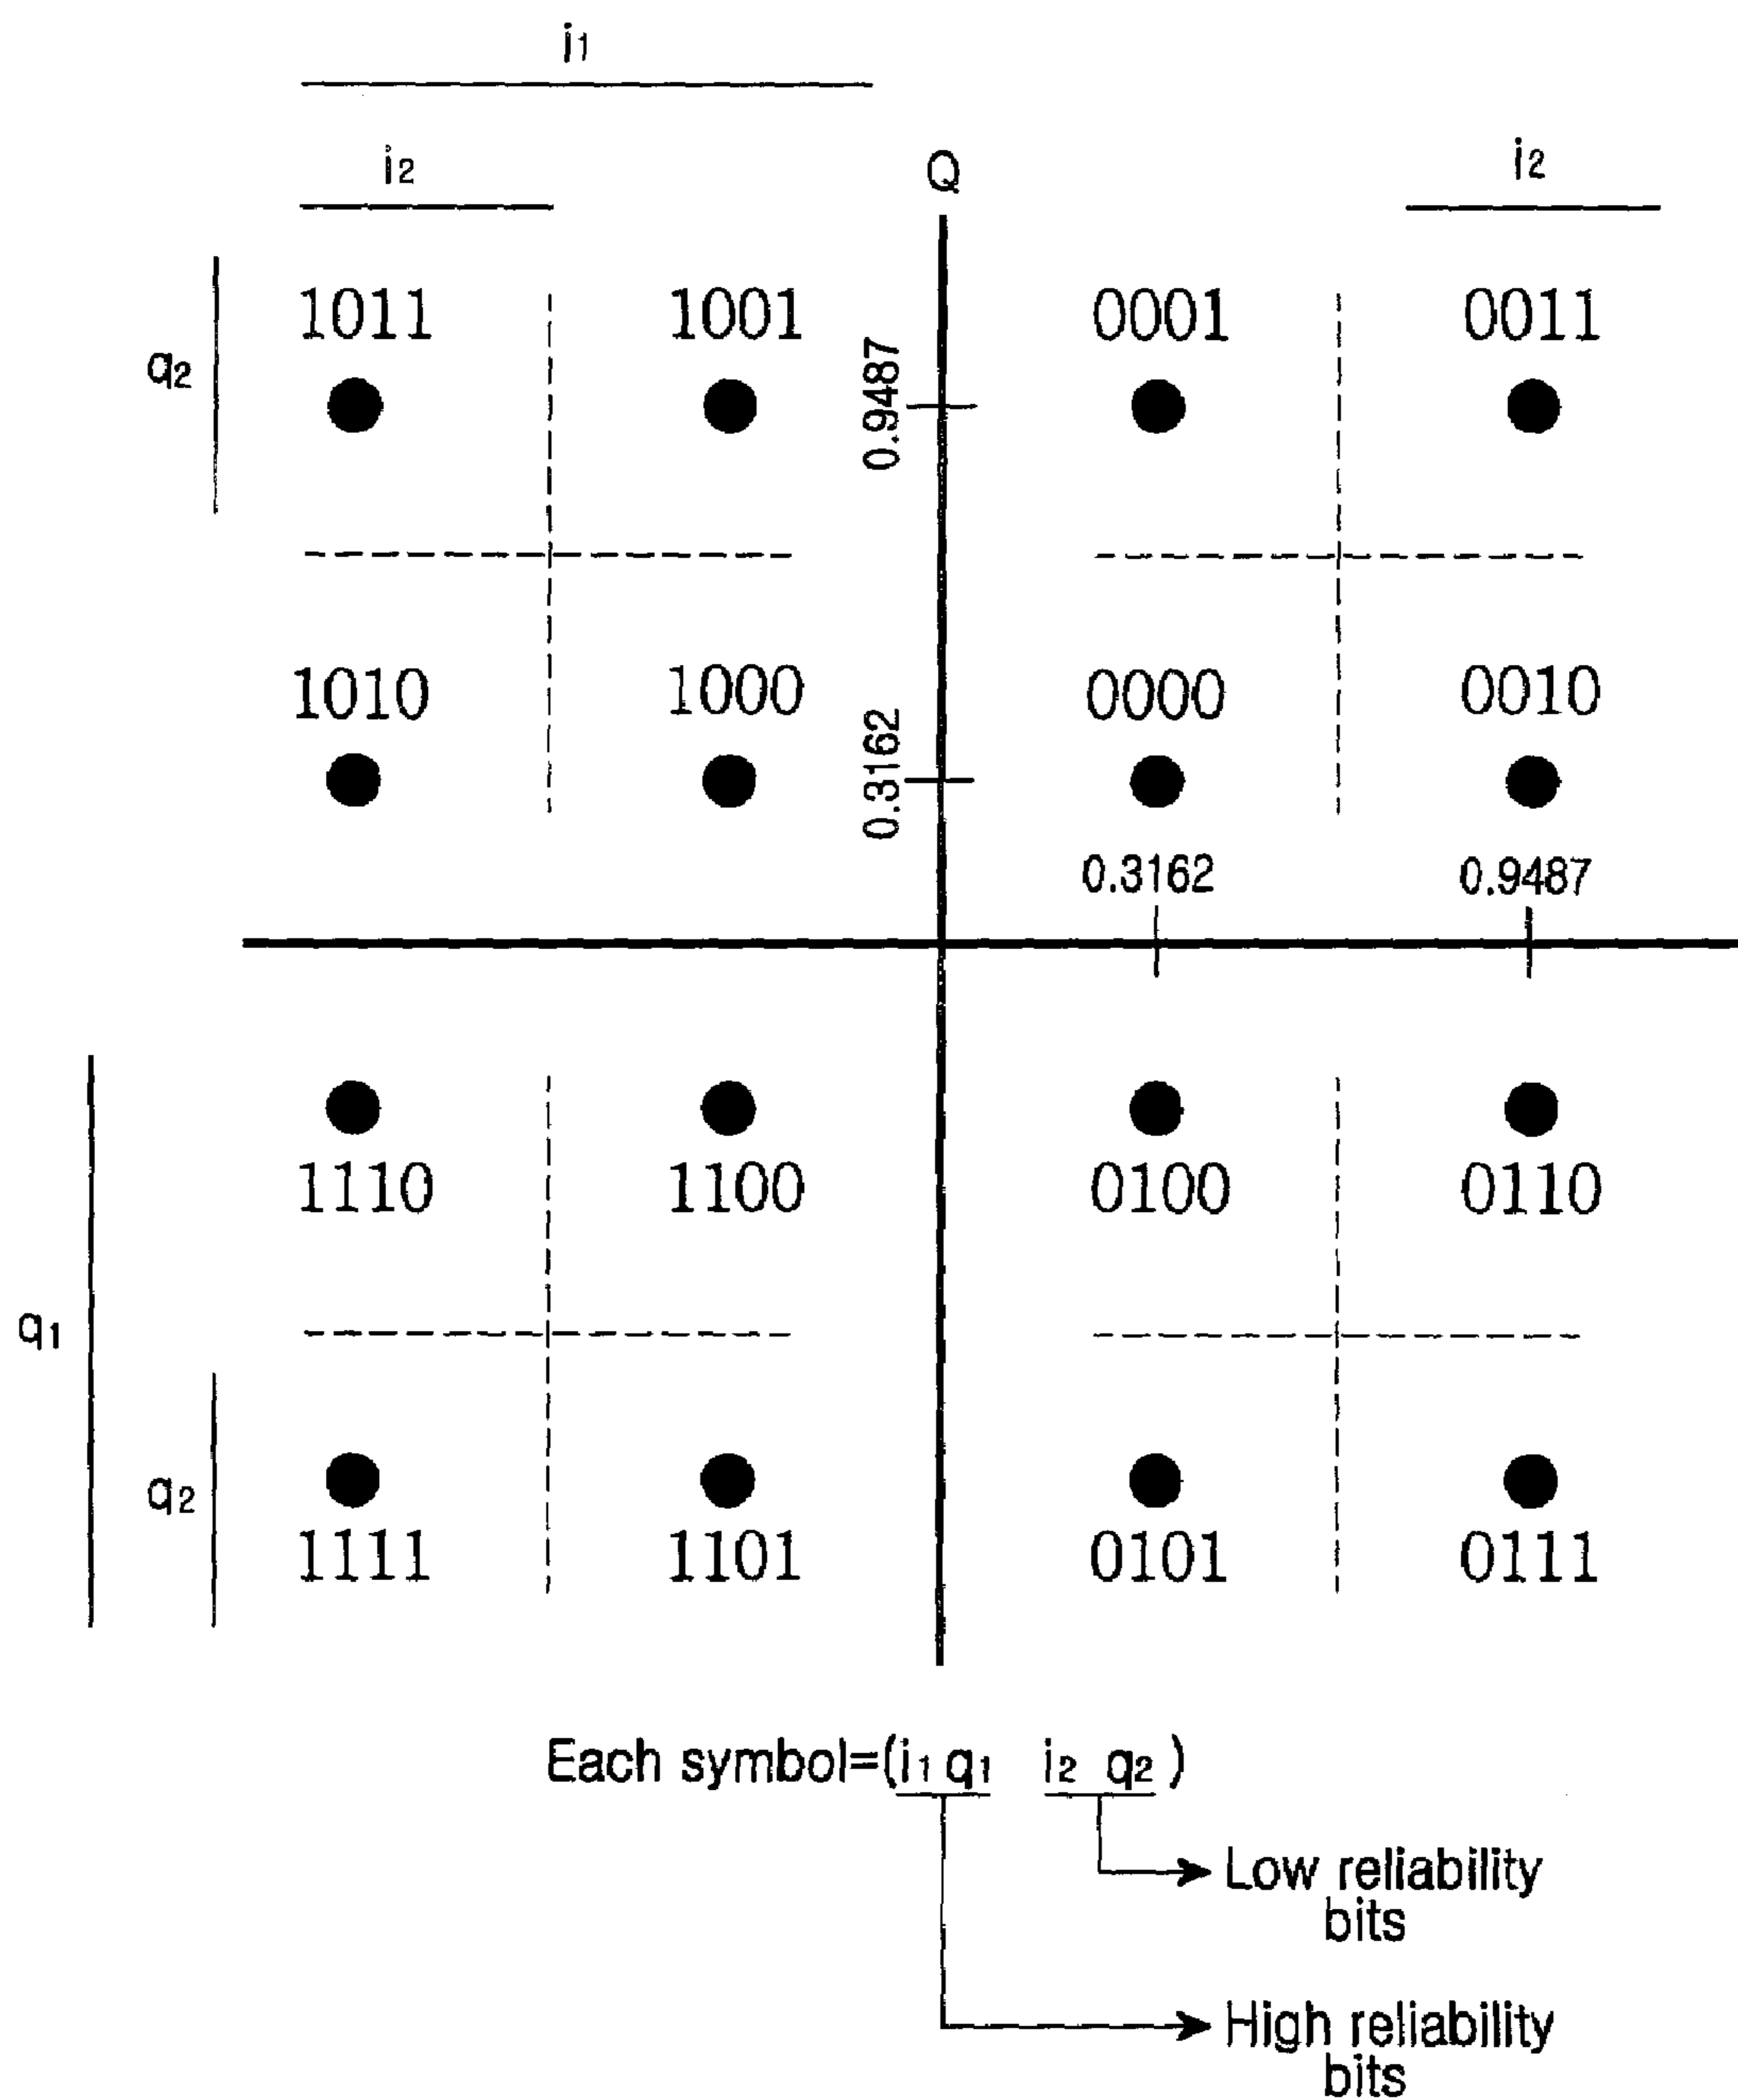 i1
i2 Q i2
1011 1001 0001 0011
q2 0.9487
1010 1000 0000 0010
0.3162
0.3162 0.9487
1110 1100 0100 0110
q1
q2
1111 1101 0101 0111
Each symbol=(i1 q1 i2 q2)
Low reliability
bits
High reliability
bits